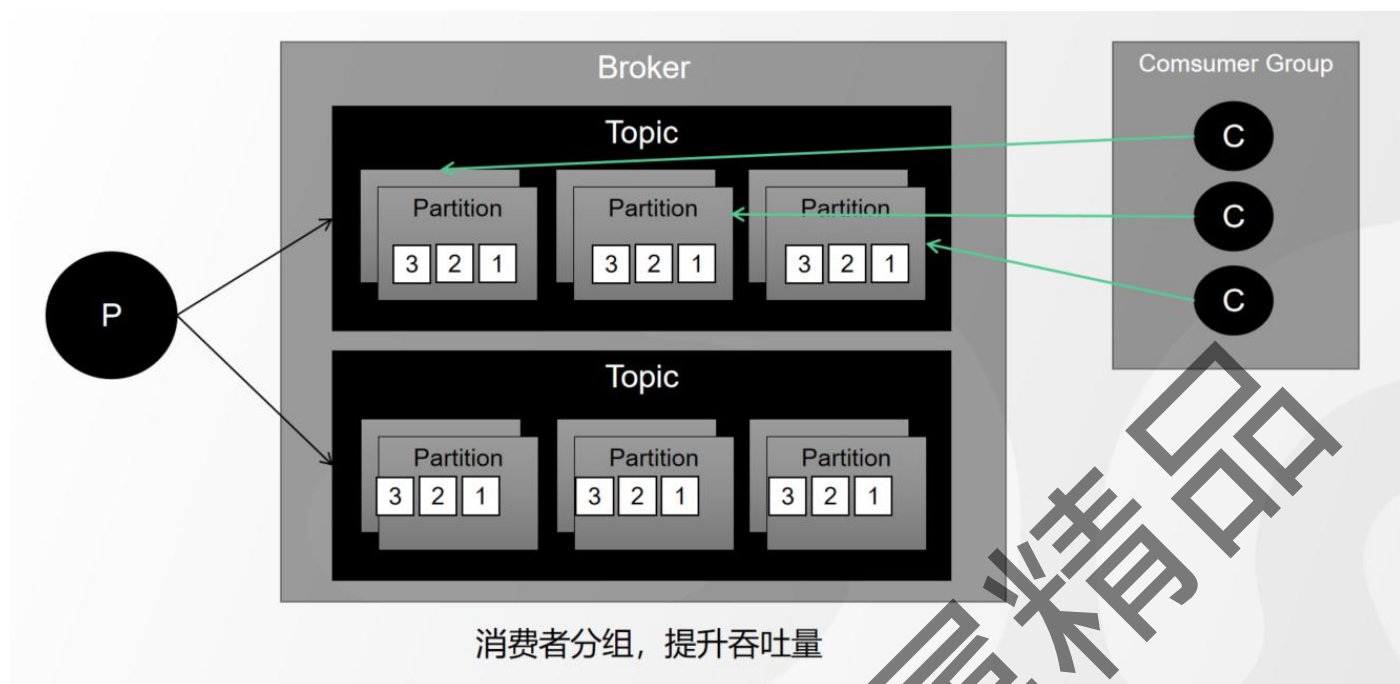 Broker
Comsumer Group
Topic
C
Partition
Partition
Partition
C
3 2 1
3 2 1
3 2 1
C
P
Topic
Partition
Partition
Partition
3 2 1
3 2 1
3 2 1
消费者分组，提升吞吐量
精品